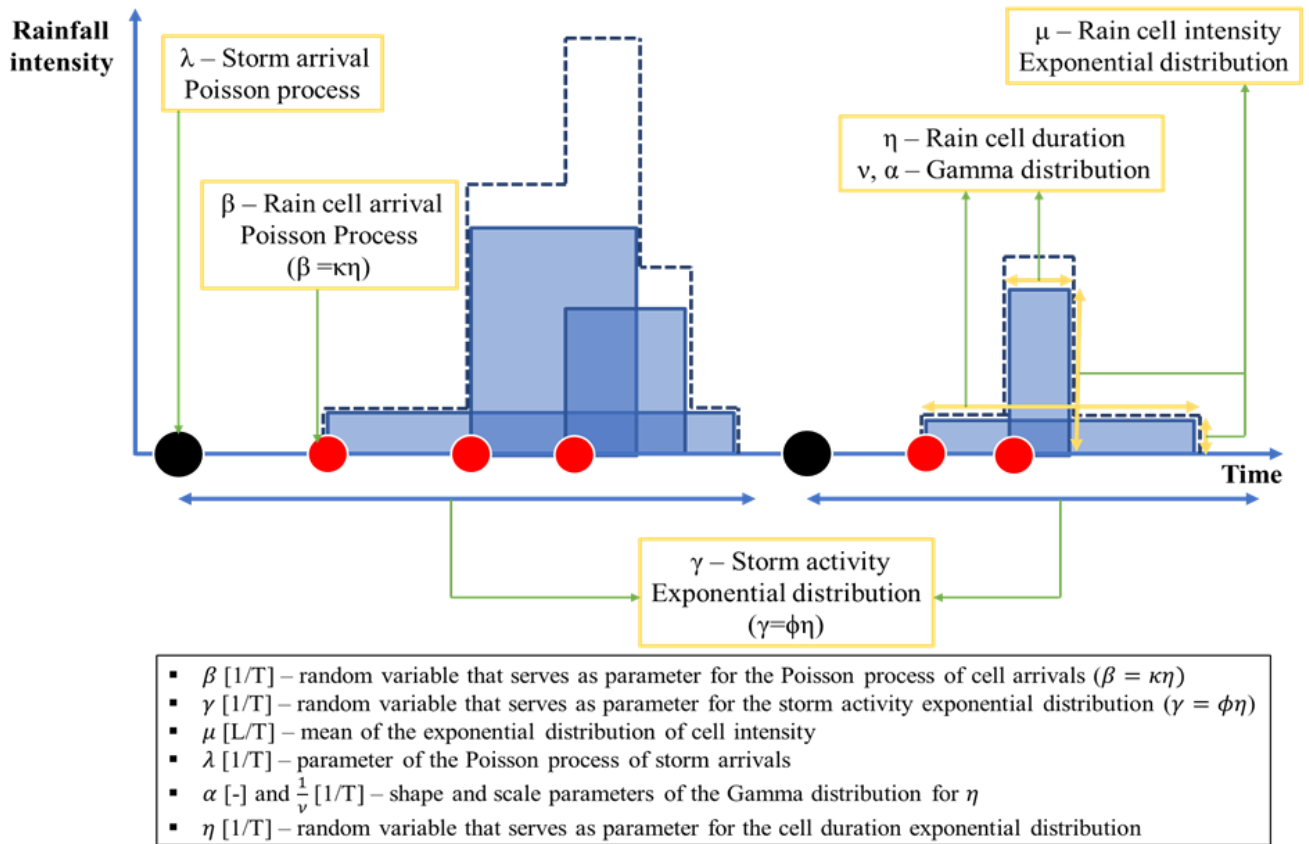 Rainfall
intensity
λ – Storm arrival
Poisson process
β – Rain cell arrival
Poisson Process
(β =κη)
μ – Rain cell intensity
Exponential distribution
η – Rain cell duration
ν, α – Gamma distribution
Time
γ – Storm activity
Exponential distribution
(γ=ϕη)
▪ β [1/T] – random variable that serves as parameter for the Poisson process of cell arrivals (β = κη)
▪ γ [1/T] – random variable that serves as parameter for the storm activity exponential distribution (γ = ϕη)
▪ μ [L/T] – mean of the exponential distribution of cell intensity
▪ λ [1/T] – parameter of the Poisson process of storm arrivals
▪ α [-] and 1/ν [1/T] – shape and scale parameters of the Gamma distribution for η
▪ η [1/T] – random variable that serves as parameter for the cell duration exponential distribution